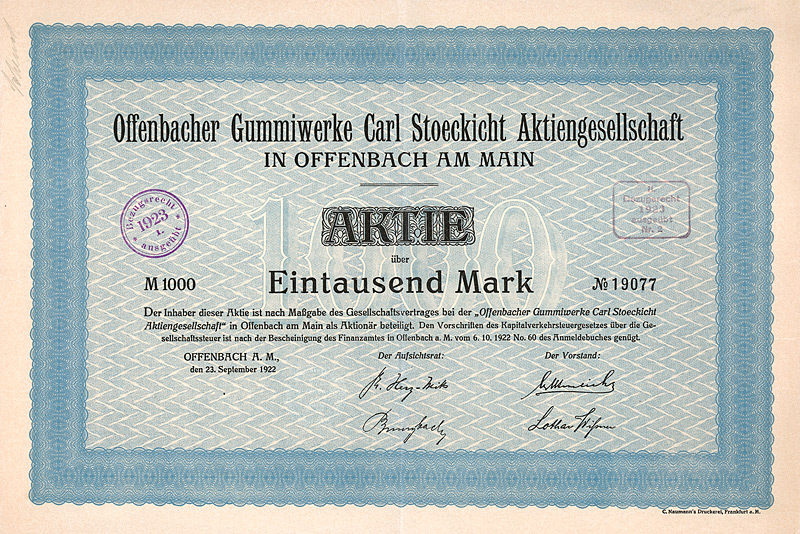 Offenbacher Gummiwerke Carl Stoeckicht Aktiengesellschaft
IN OFFENBACH AM MAIN
Bezugsrecht
1923
I.
ausgeübt
II.
Bezugsrecht
1923
ausgeübt
Nr. 2
1000
AKTIE
über
M 1000 Eintausend Mark № 19077
Der Inhaber dieser Aktie ist nach Maßgabe des Gesellschaftsvertrages bei der „Offenbacher Gummiwerke Carl Stoeckicht
Aktiengesellschaft" in Offenbach am Main als Aktionär beteiligt. Den Vorschriften des Kapitalverkehrsteuergesetzes über die Ge-
sellschaftssteuer ist nach der Bescheinigung des Finanzamtes in Offenbach a. M. vom 6. 10. 1922 No. 60 des Anmeldebuches genügt.
OFFENBACH A. M.,
den 23. September 1922
Der Aufsichtsrat:
Der Vorstand:
Lothar
C. Naumann's Druckerei, Frankfurt a. M.